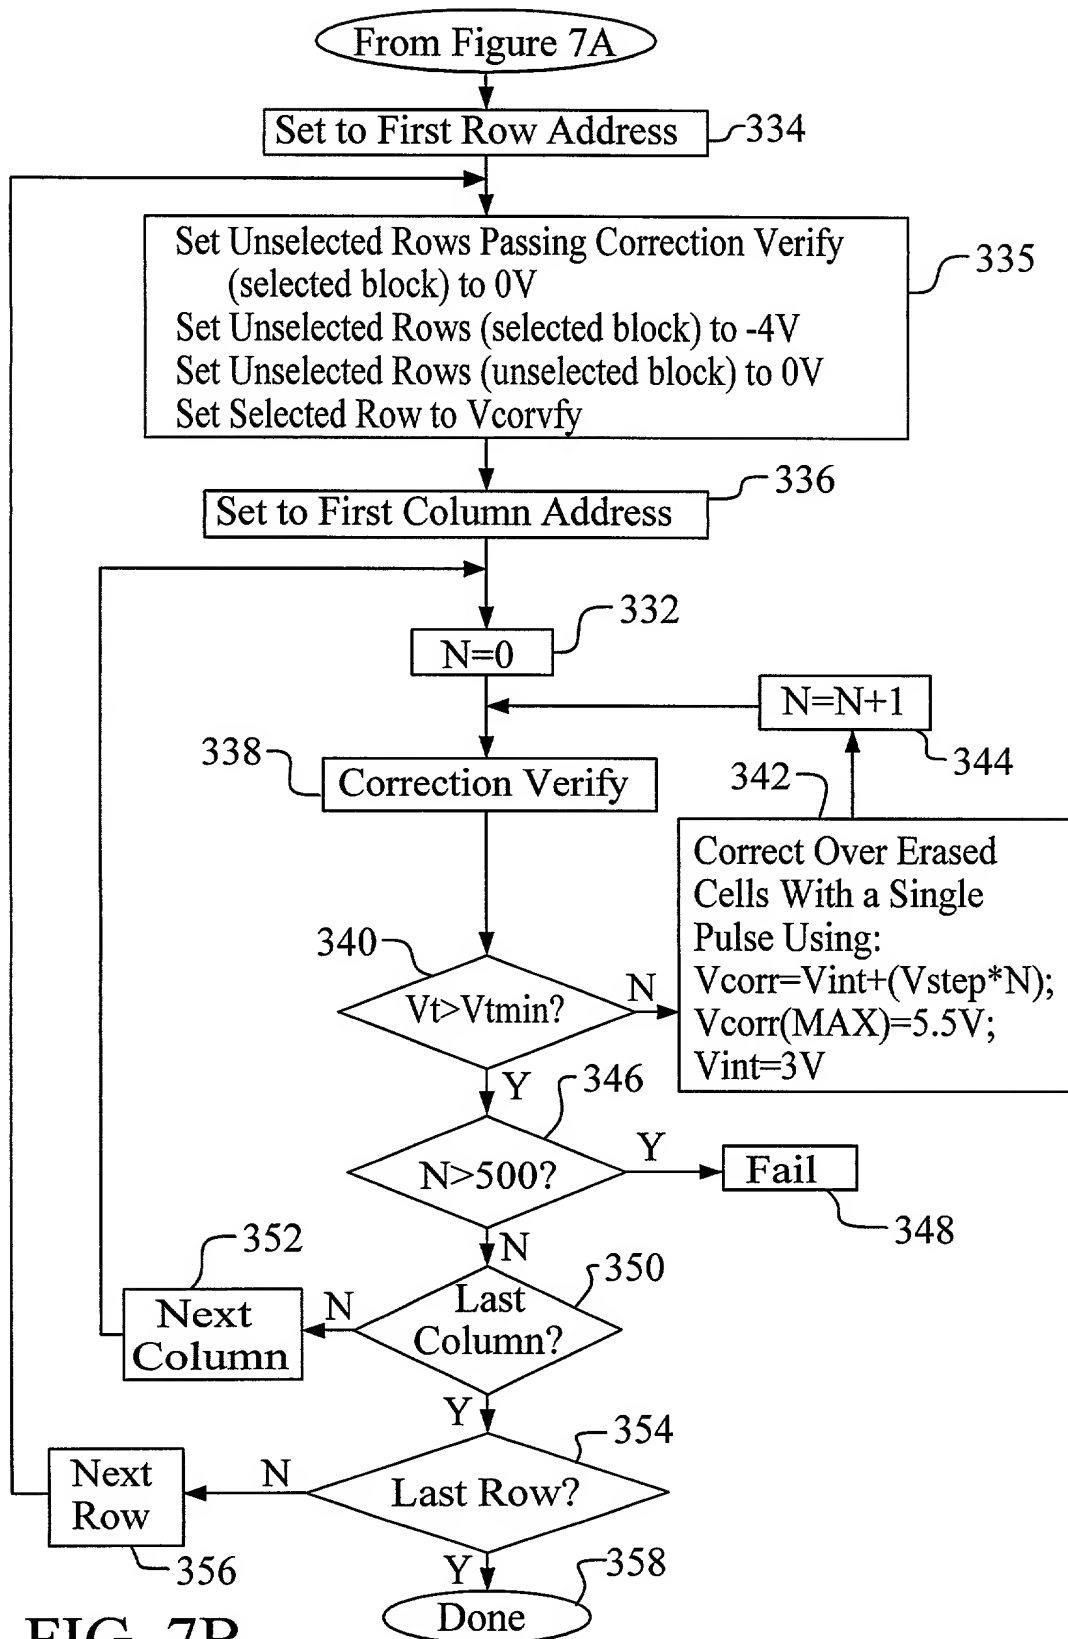 From Figure 7A
Set to First Row Address
334
Set Unselected Rows Passing Correction Verify
(selected block) to 0V
Set Unselected Rows (selected block) to -4V
Set Unselected Rows (unselected block) to 0V
Set Selected Row to Vcorvfy
335
336
Set to First Column Address
332
N=0
N=N+1
344
338
Correction Verify
342
Correct Over Erased
Cells With a Single
Pulse Using:
Vcorr=Vint+(Vstep*N);
Vcorr(MAX)=5.5V;
Vint=3V
340
Vt>Vtmin?
N
Y
346
N>500?
Y
Fail
348
N
352
350
Last
Column?
N
Next
Column
Y
354
Last Row?
N
Next
Row
356
Y
358
Done
FIG. 7B